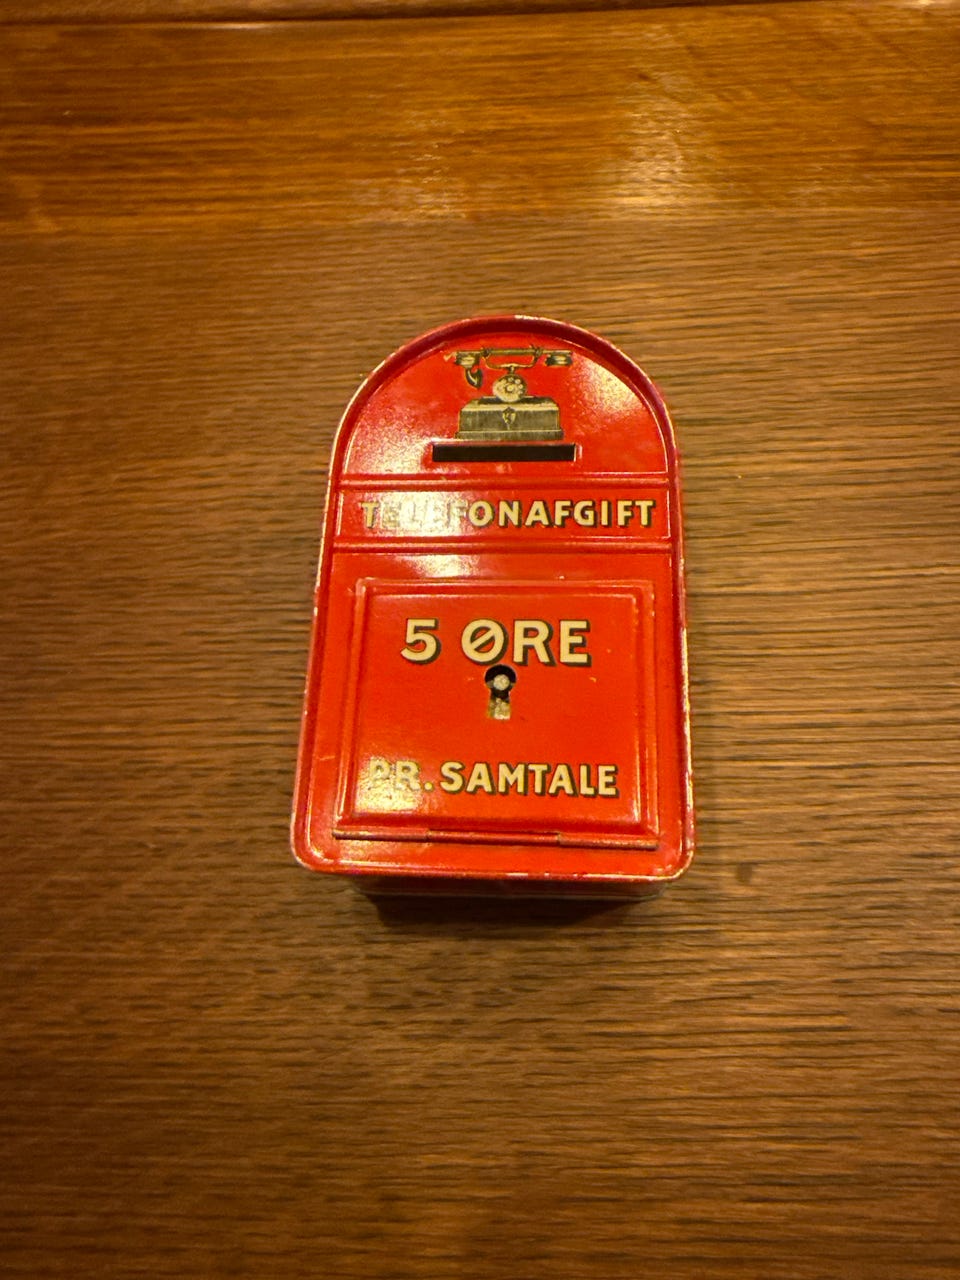 TELEFONAFGIFT
5 ØRE
PR. SAMTALE